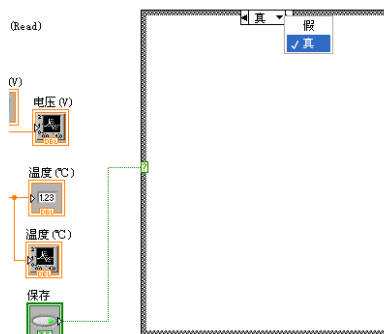 (Read)
真
假
✓真
(V)
电压(V)
DBL
温度(℃)
1.23
DBL
温度(℃)
DBL
?
保存